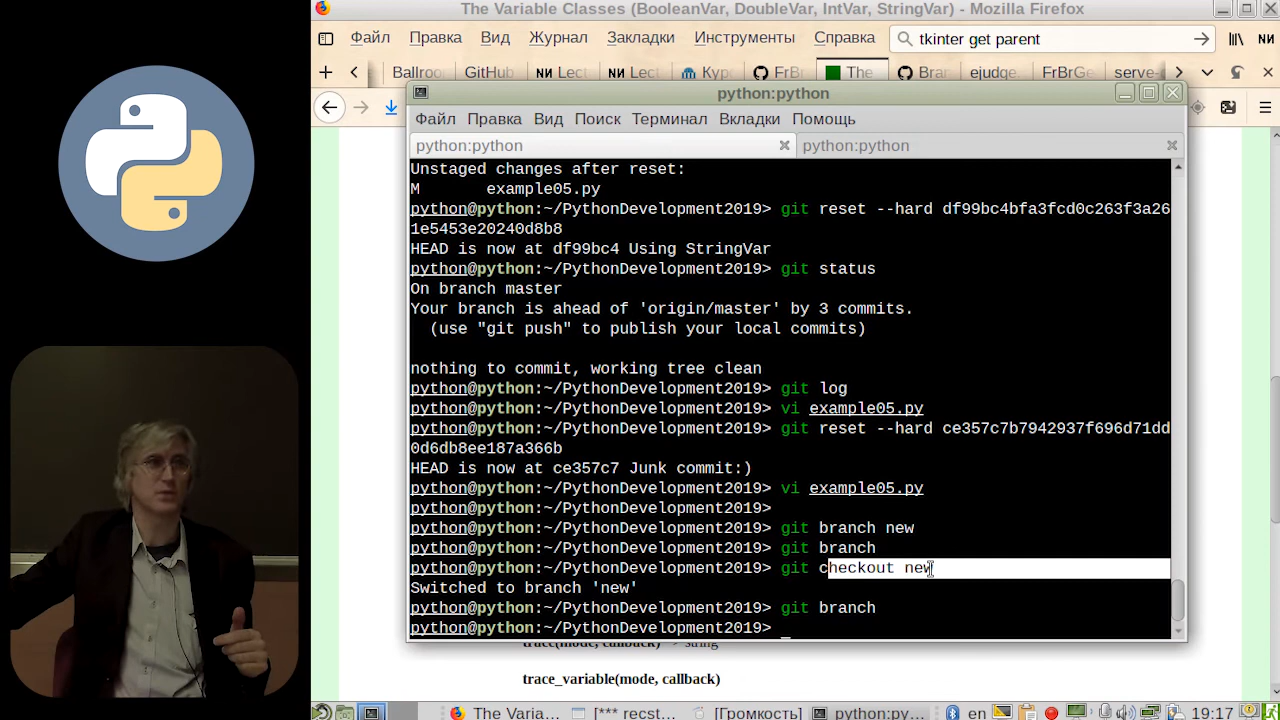 The Variable Classes (BooleanVar, DoubleVar, IntVar, StringVar) - Mozilla Firefox
Файл Правка Вид Журнал Закладки Инструменты Справка tkinter get parent
Ballroo GitHub Lect Lect Курс FrBr The Bra ejudge FrBrGe serve-
python:python
Файл Правка Вид Поиск Терминал Вкладки Помощь
python:python python:python
Unstaged changes after reset:
M example05.py
python@python:~/PythonDevelopment2019> git reset --hard df99bc4bfa3fcd0c263f3a26
1e5453e20240d8b8
HEAD is now at df99bc4 Using StringVar
python@python:~/PythonDevelopment2019> git status
On branch master
Your branch is ahead of 'origin/master' by 3 commits.
(use "git push" to publish your local commits)
nothing to commit, working tree clean
python@python:~/PythonDevelopment2019> git log
python@python:~/PythonDevelopment2019> vi example05.py
python@python:~/PythonDevelopment2019> git reset --hard ce357c7b7942937f696d71dd
0d6db8ee187a366b
HEAD is now at ce357c7 Junk commit:)
python@python:~/PythonDevelopment2019> vi example05.py
python@python:~/PythonDevelopment2019>
python@python:~/PythonDevelopment2019> git branch new
python@python:~/PythonDevelopment2019> git branch
python@python:~/PythonDevelopment2019> git checkout new
Switched to branch 'new'
python@python:~/PythonDevelopment2019> git branch
python@python:~/PythonDevelopment2019>
trace(mode, callback) -> string
trace_variable(mode, callback)
The Varia... [*** recst... [Громкость] python:py... en 19:17